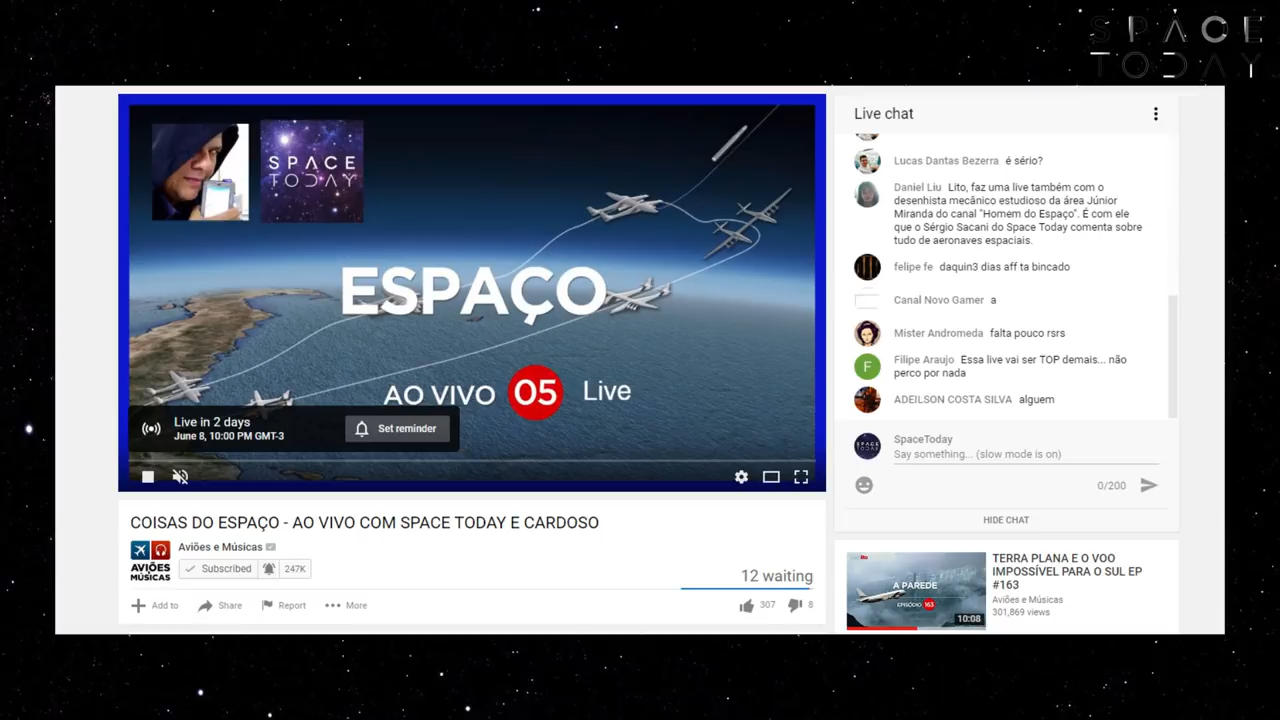 SPACE
TODAY
SPACE
TODAY
ESPAÇO
AO VIVO 05 Live
Live in 2 days
June 8, 10:00 PM GMT-3
Set reminder
COISAS DO ESPAÇO - AO VIVO COM SPACE TODAY E CARDOSO
AVIÕES
MÚSICAS
Aviões e Músicas
Subscribed 247K
12 waiting
Add to Share Report More
307 8
Live chat
Lucas Dantas Bezerra é sério?
Daniel Liu Lito, faz uma live também com o
desenhista mecânico estudioso da área Júnior
Miranda do canal "Homem do Espaço". É com ele
que o Sérgio Sacani do Space Today comenta sobre
tudo de aeronaves espaciais.
felipe fe daquin3 dias aff ta bincado
Canal Novo Gamer a
Mister Andromeda falta pouco rsrs
F
Filipe Araujo Essa live vai ser TOP demais... não
perco por nada
ADEILSON COSTA SILVA alguem
SPACE
TODAY
SpaceToday
Say something... (slow mode is on)
0/200
HIDE CHAT
A PAREDE
EPISÓDIO 163
10:08
TERRA PLANA E O VOO
IMPOSSÍVEL PARA O SUL EP
#163
Aviões e Músicas
301,869 views